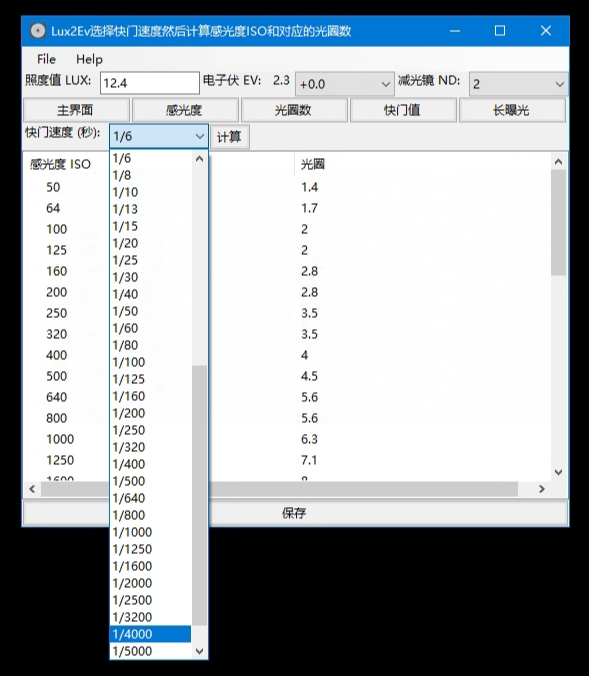 Lux2Ev选择快门速度然后计算感光度ISO和对应的光圈数
File Help
照度值 LUX: 12.4 电子伏 EV: 2.3 +0.0 减光镜 ND: 2
主界面 感光度 光圈数 快门值 长曝光
快门速度 (秒): 1/6 计算
感光度 ISO 1/6 光圈
50 1/8 1.4
64 1/10 1.7
1/13
100 1/15 2
125 1/20 2
1/25
160 1/30 2.8
200 1/40 2.8
250 1/50 3.5
1/60
320 1/80 3.5
400 1/100 4
500 1/125 4.5
640 1/160 5.6
800 1/200 5.6
1/250
1000 1/320 6.3
1250 1/400 7.1
1600 1/500 8
1/640
1/800 保存
1/1000
1/1250
1/1600
1/2000
1/2500
1/3200
1/4000
1/5000